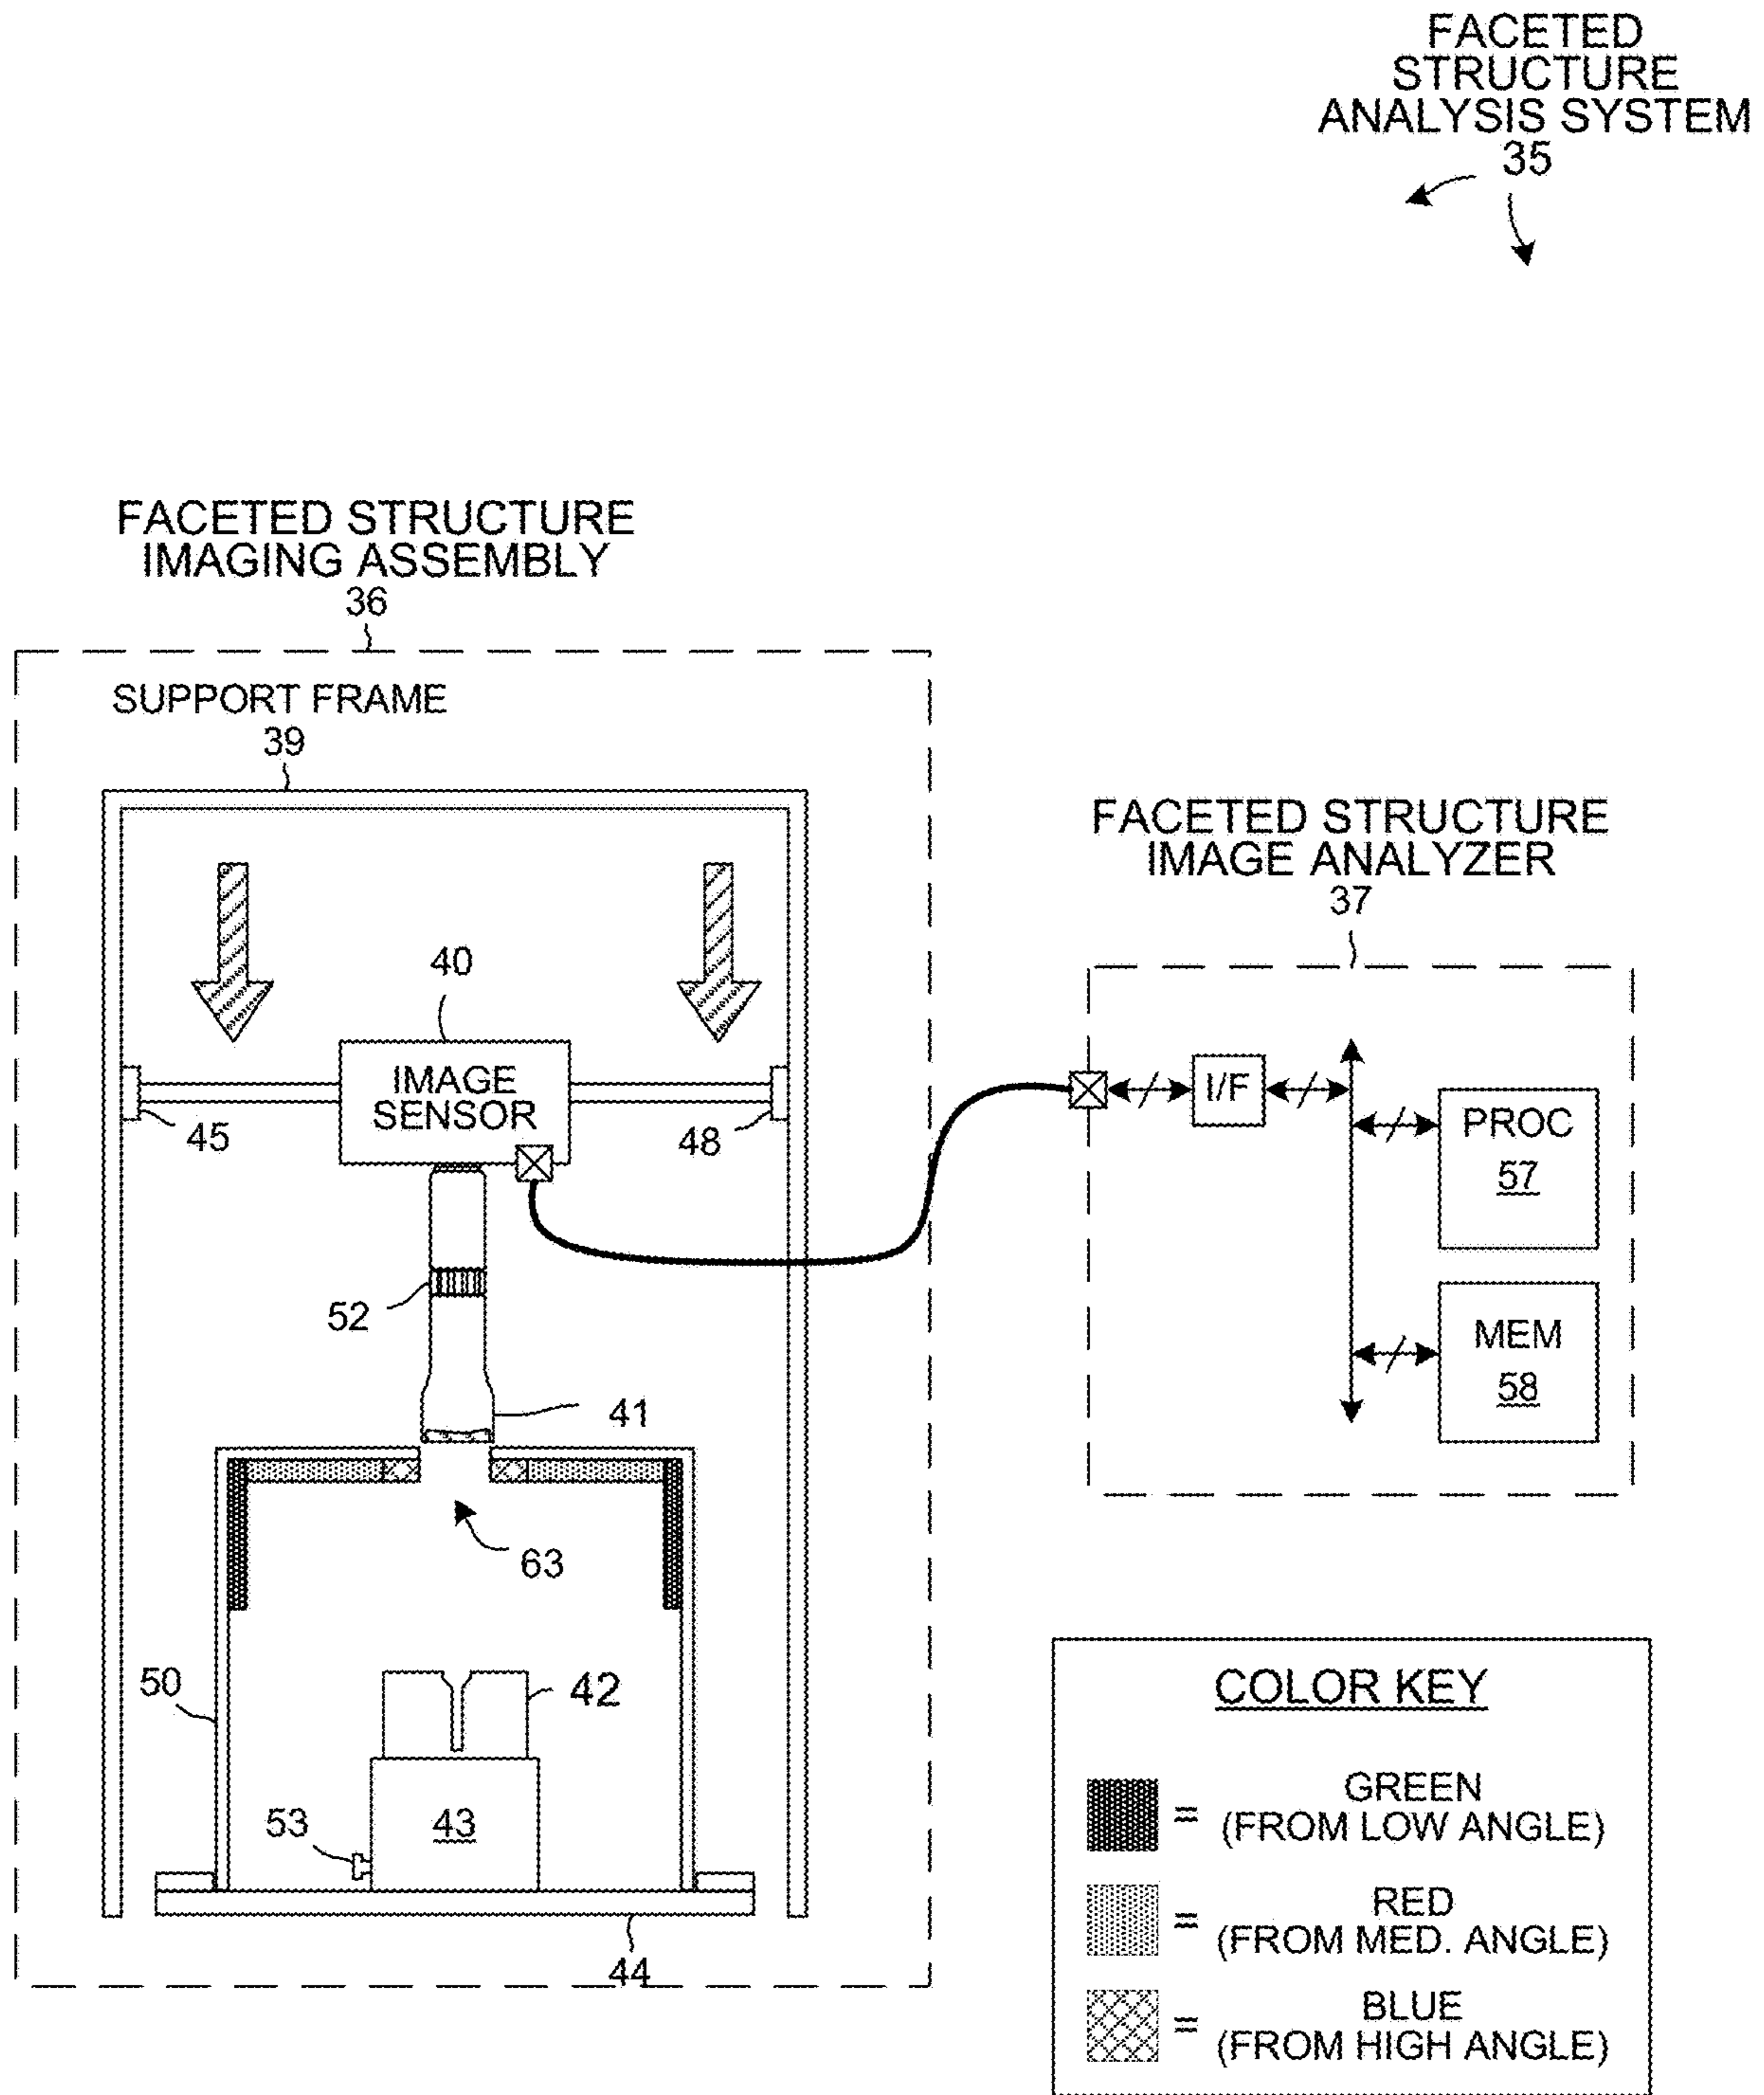 FACETED
STRUCTURE
ANALYSIS SYSTEM
35
FACETED STRUCTURE
IMAGING ASSEMBLY
36
SUPPORT FRAME
39
FACETED STRUCTURE
IMAGE ANALYZER
37
40
IMAGE
SENSOR
45
48
I/F
PROC
57
52
MEM
58
41
63
50
42
53
43
44
COLOR KEY
= GREEN
(FROM LOW ANGLE)
= RED
(FROM MED. ANGLE)
= BLUE
(FROM HIGH ANGLE)